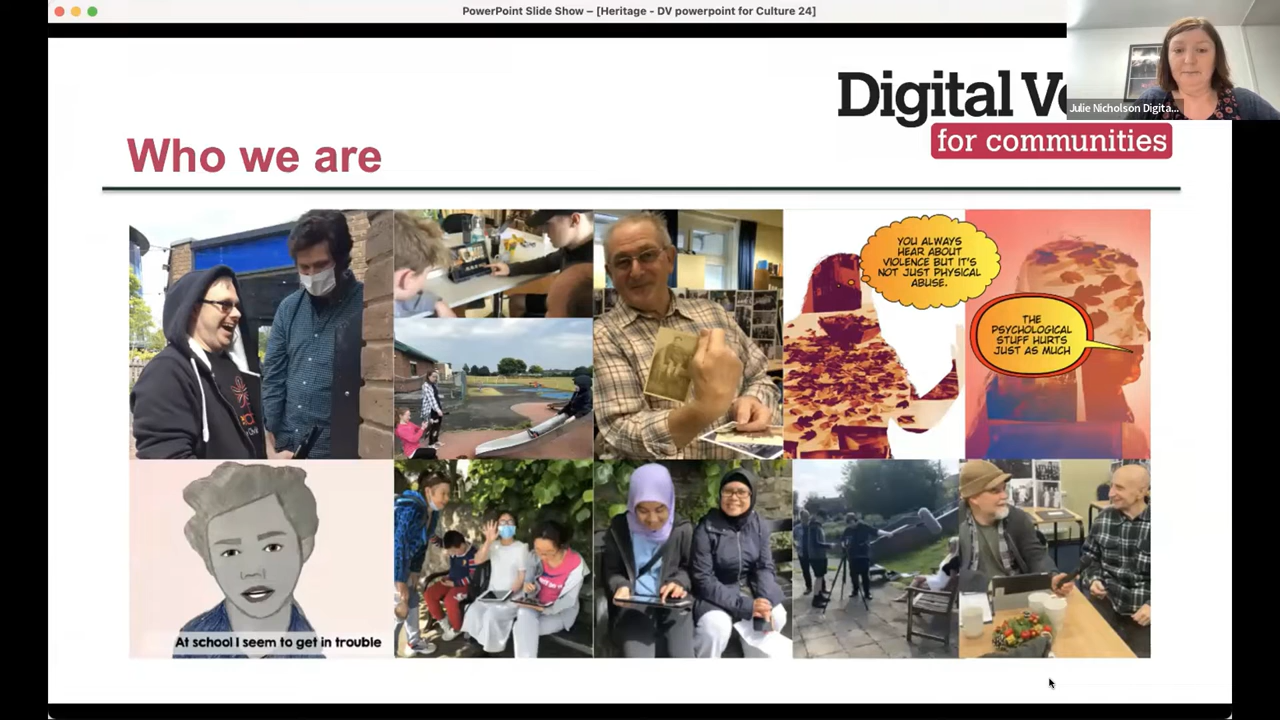 PowerPoint Slide Show – [Heritage - DV powerpoint for Culture 24]
Digital
Julie Nicholson Digita...
for communities
Who we are
YOU ALWAYS
HEAR ABOUT
VIOLENCE BUT IT'S
NOT JUST PHYSICAL
ABUSE.
THE
PSYCHOLOGICAL
STUFF HURTS
JUST AS MUCH
At school I seem to get in trouble